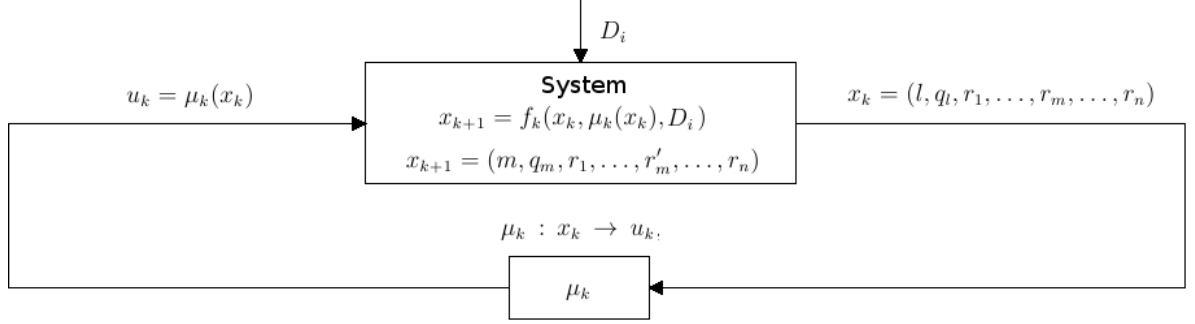 D_i
System
u_k = μ_k(x_k)
x_k = (l, q_l, r_1, . . . , r_m, . . . , r_n)
x_{k+1} = f_k(x_k, μ_k(x_k), D_i)
x_{k+1} = (m, q_m, r_1, . . . , r'_m, . . . , r_n)
μ_k : x_k → u_k,
μ_k